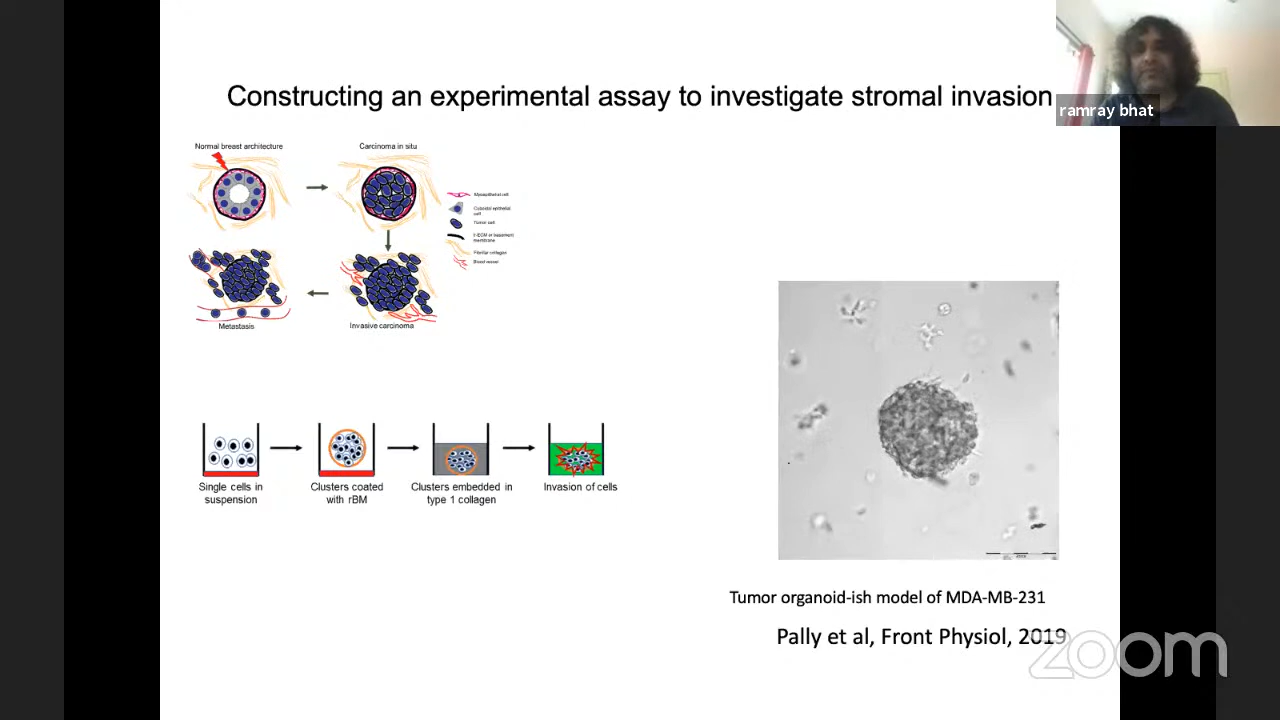 Constructing an experimental assay to investigate stromal invasion
ramray bhat
Normal breast architecture
Carcinoma in situ
Myoepithelial cell
Cuboidal epithelial
cell
Tumor cell
membrane
Fibrillar collagen
Blood vessel
Metastasis
Invasive carcinoma
Single cells in
suspension
Clusters coated
with rBM
Clusters embedded in
type 1 collagen
Invasion of cells
Tumor organoid-ish model of MDA-MB-231
Pally et al, Front Physiol, 2019
zoom